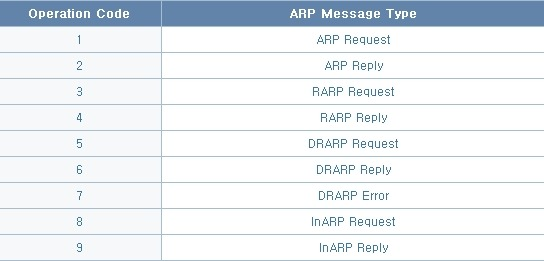 Operation Code ARP Message Type
1 ARP Request
2 ARP Reply
3 RARP Request
4 RARP Reply
5 DRARP Request
6 DRARP Reply
7 DRARP Error
8 InARP Request
9 InARP Reply